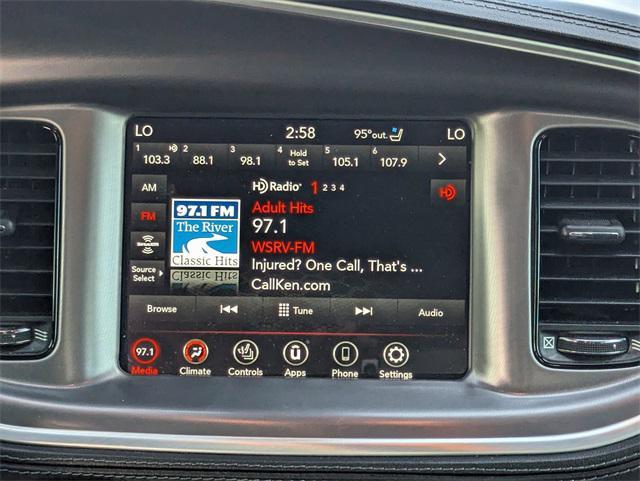 LO 2:58 95° out. LO
1 103.3 HD 2 88.1 3 98.1 4 Hold to Set 5 105.1 6 107.9
AM
HD Radio 1 2 3 4
HD
FM
97.1 FM
The River
Classic Hits
Adult Hits
97.1
WSRV-FM
SiriusXM
Injured? One Call, That's ...
Source
Select
CallKen.com
Browse Tune Audio
97.1
Media Climate Controls Apps Phone Settings